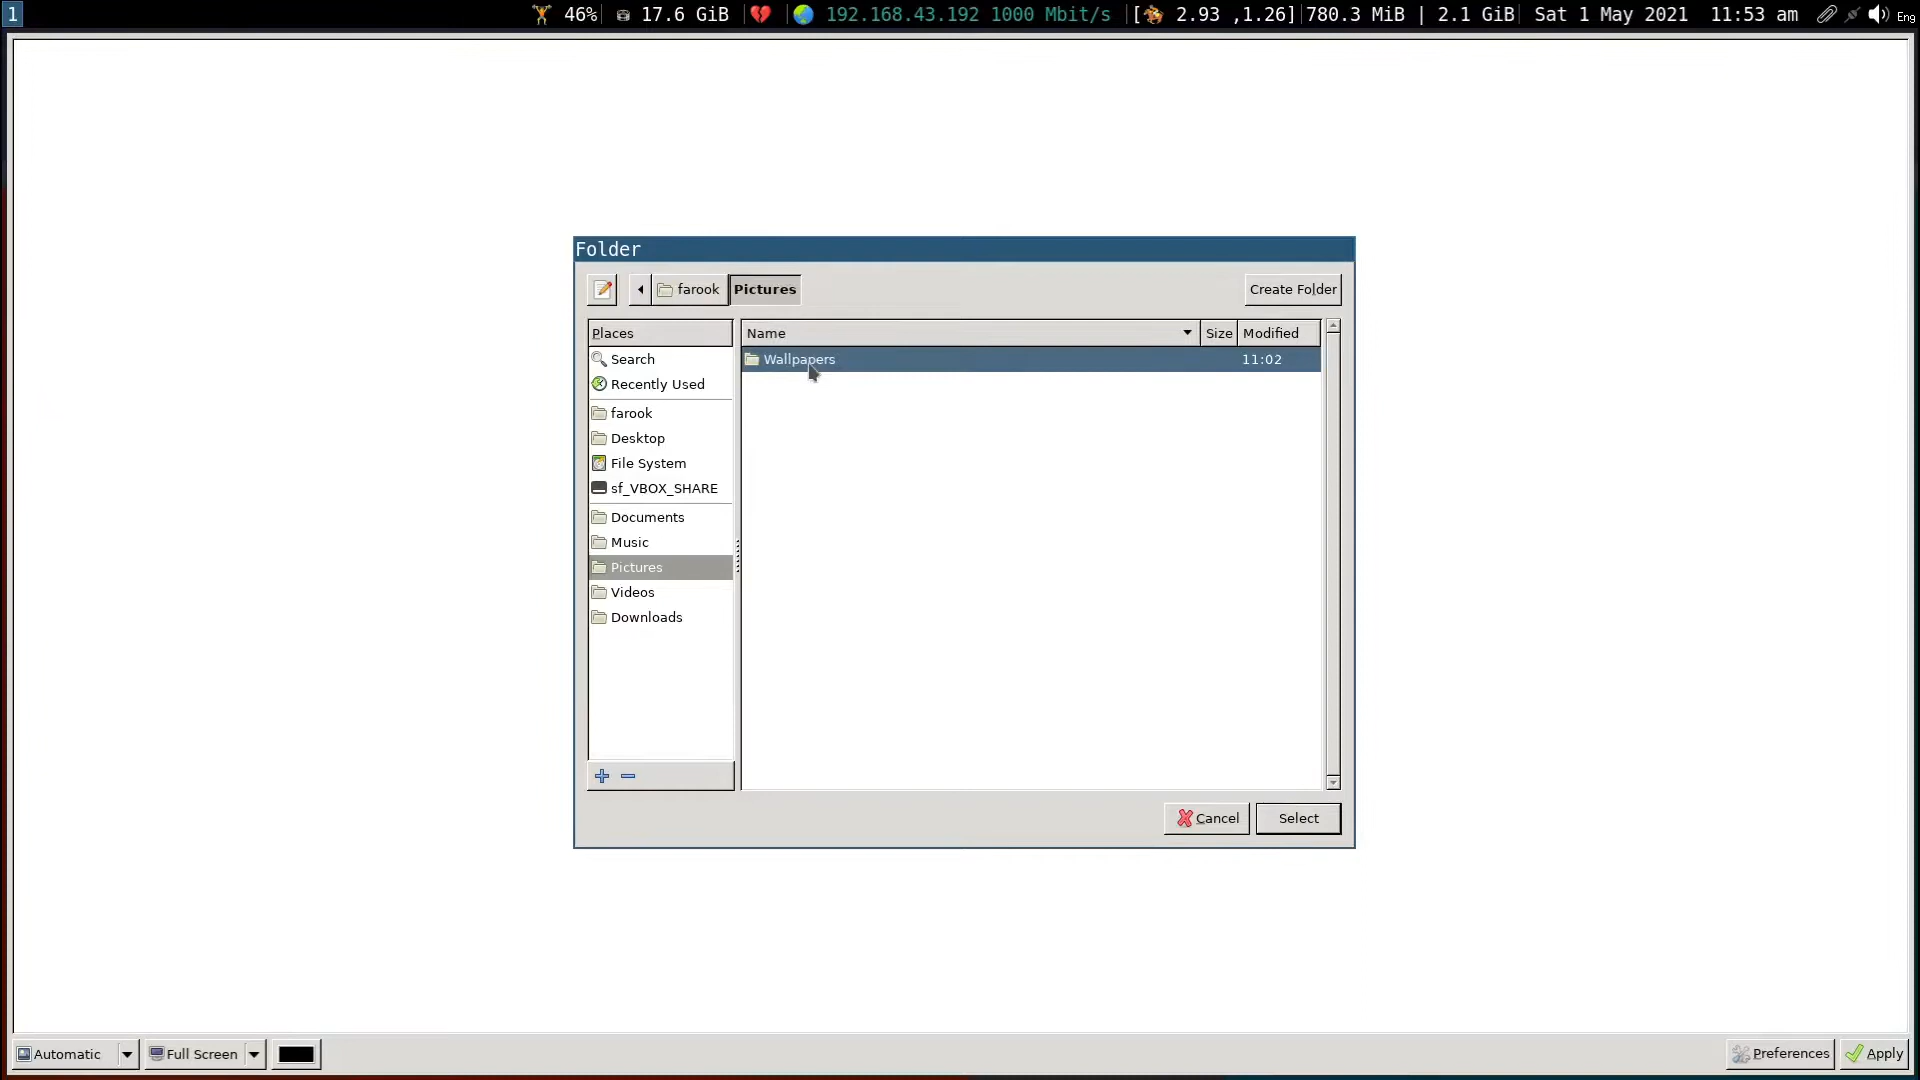 1 46% 17.6 GiB 192.168.43.192 1000 Mbit/s [ 2.93 ,1.26] 780.3 MiB | 2.1 GiB Sat 1 May 2021 11:53 am Eng
Folder
farook Pictures Create Folder
Places Name Size Modified
Search Wallpapers 11:02
Recently Used
farook
Desktop
File System
sf_VBOX_SHARE
Documents
Music
Pictures
Videos
Downloads
Cancel Select
Automatic Full Screen Preferences Apply